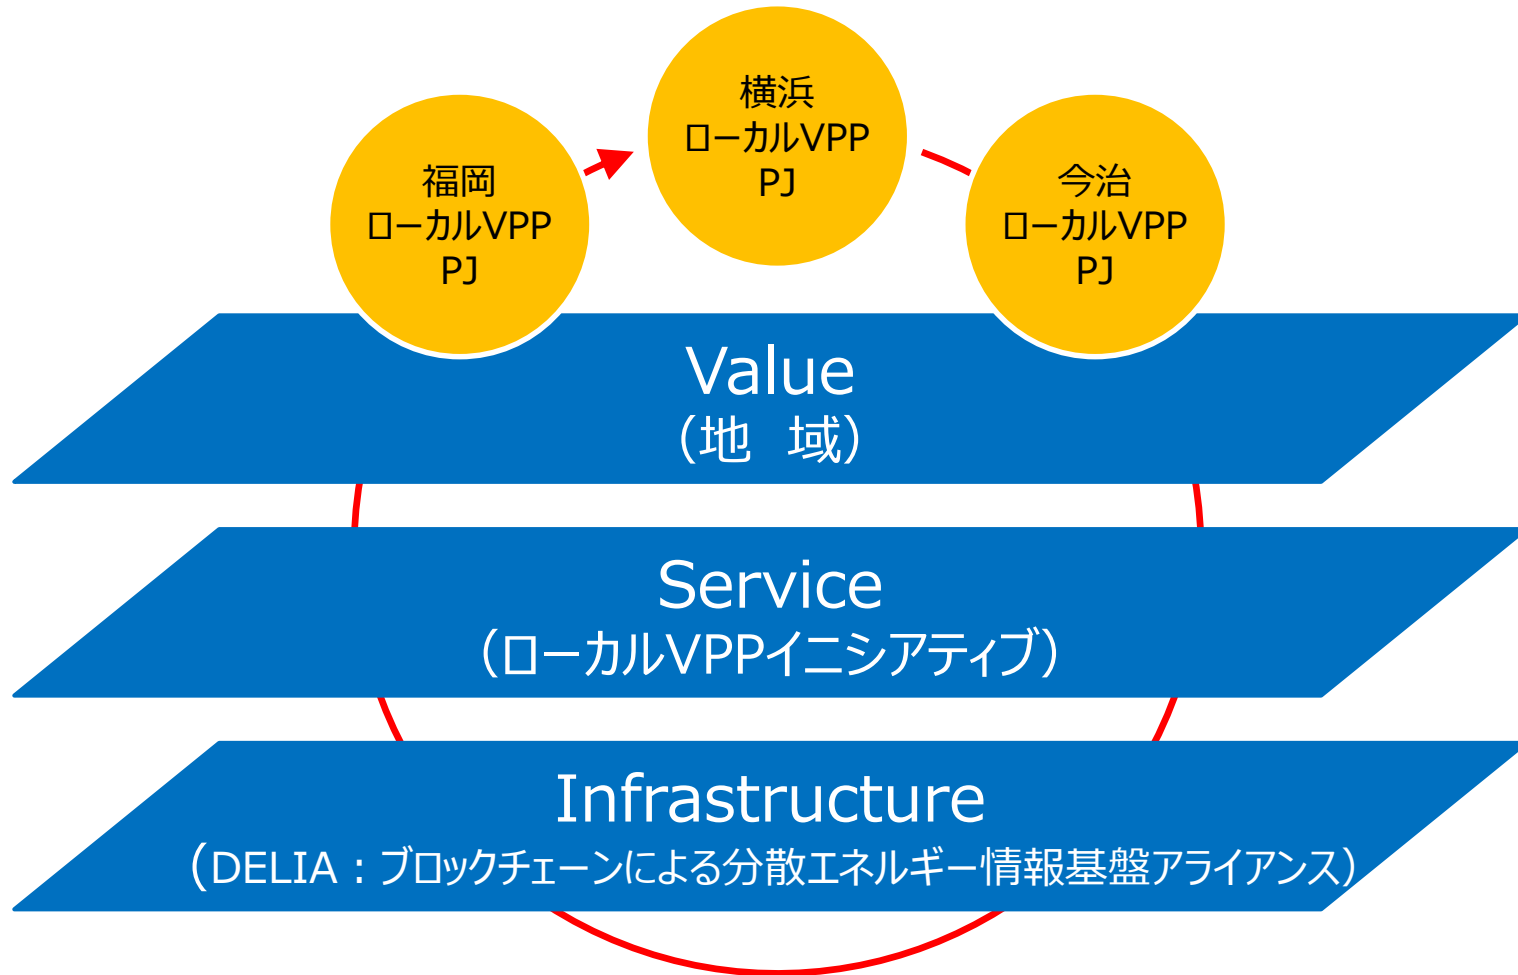 横浜
ローカルVPP
PJ
福岡
ローカルVPP
PJ
今治
ローカルVPP
PJ
Value
（地　域）
Service
（ローカルVPPイニシアティブ）
Infrastructure
（DELIA：ブロックチェーンによる分散エネルギー情報基盤アライアンス）